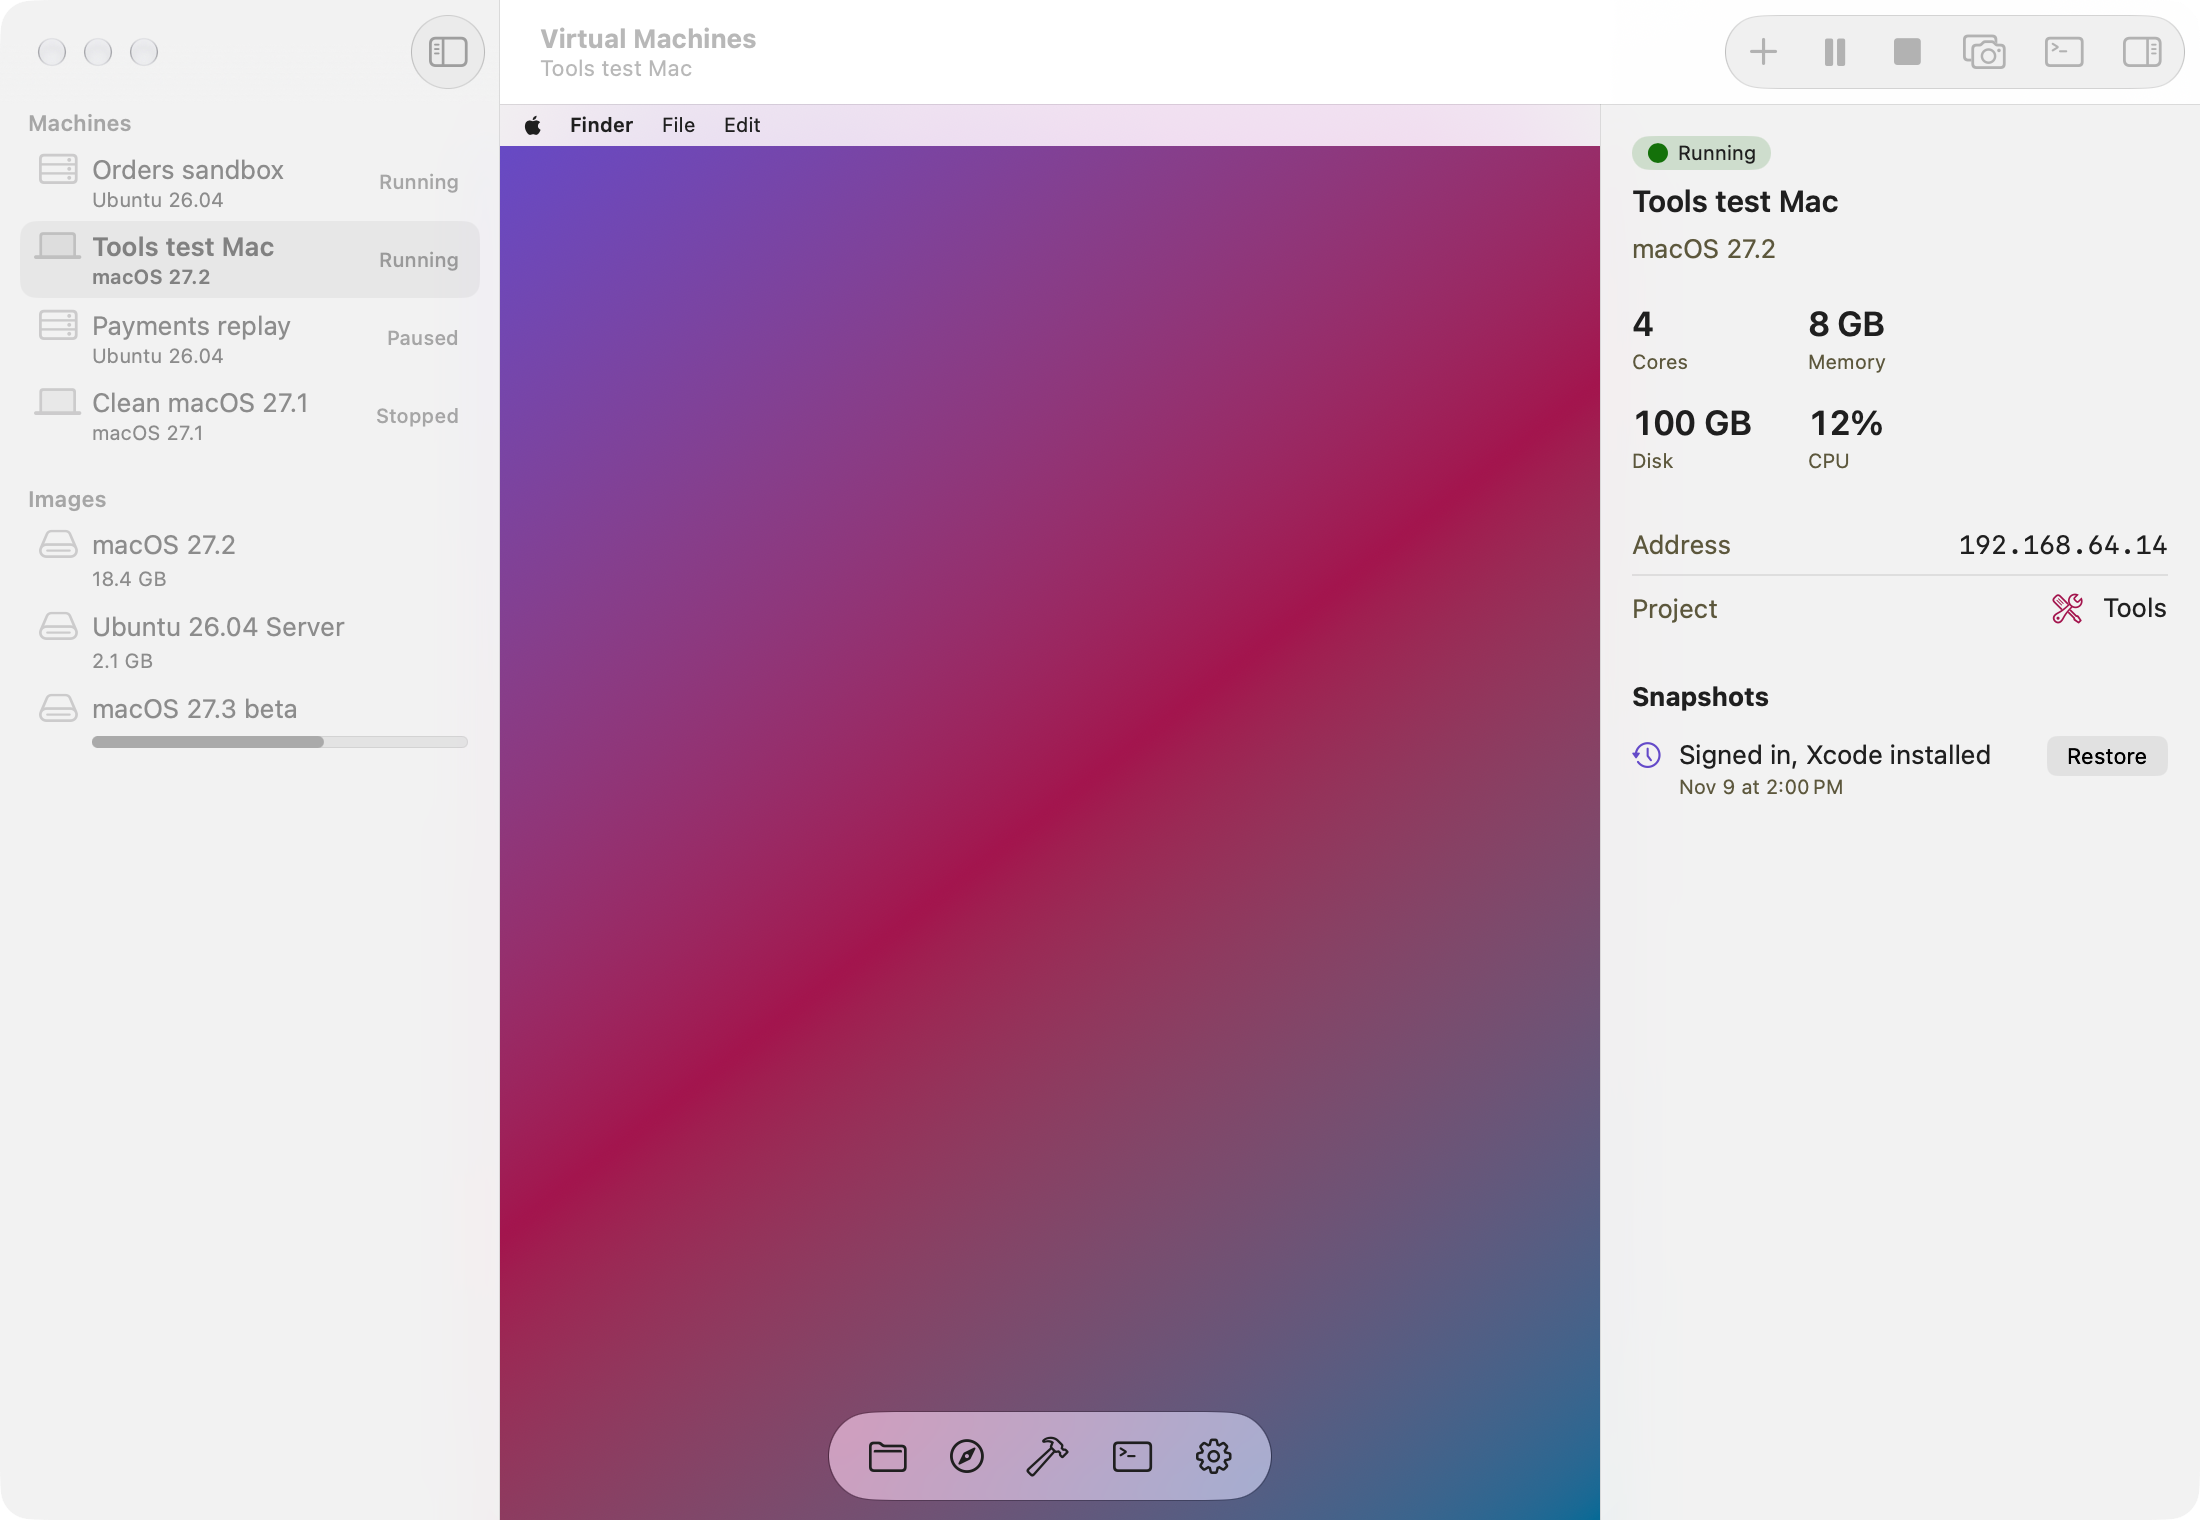 Machines
Orders sandbox
Ubuntu 26.04
Running
Tools test Mac
macOS 27.2
Running
Payments replay
Ubuntu 26.04
Paused
Clean macOS 27.1
macOS 27.1
Stopped
Images
macOS 27.2
18.4 GB
Ubuntu 26.04 Server
2.1 GB
macOS 27.3 beta
Virtual Machines
Tools test Mac
Finder File Edit
Running
Tools test Mac
macOS 27.2
4
Cores
8 GB
Memory
100 GB
Disk
12%
CPU
Address 192.168.64.14
Project Tools
Snapshots
Signed in, Xcode installed
Nov 9 at 2:00 PM
Restore